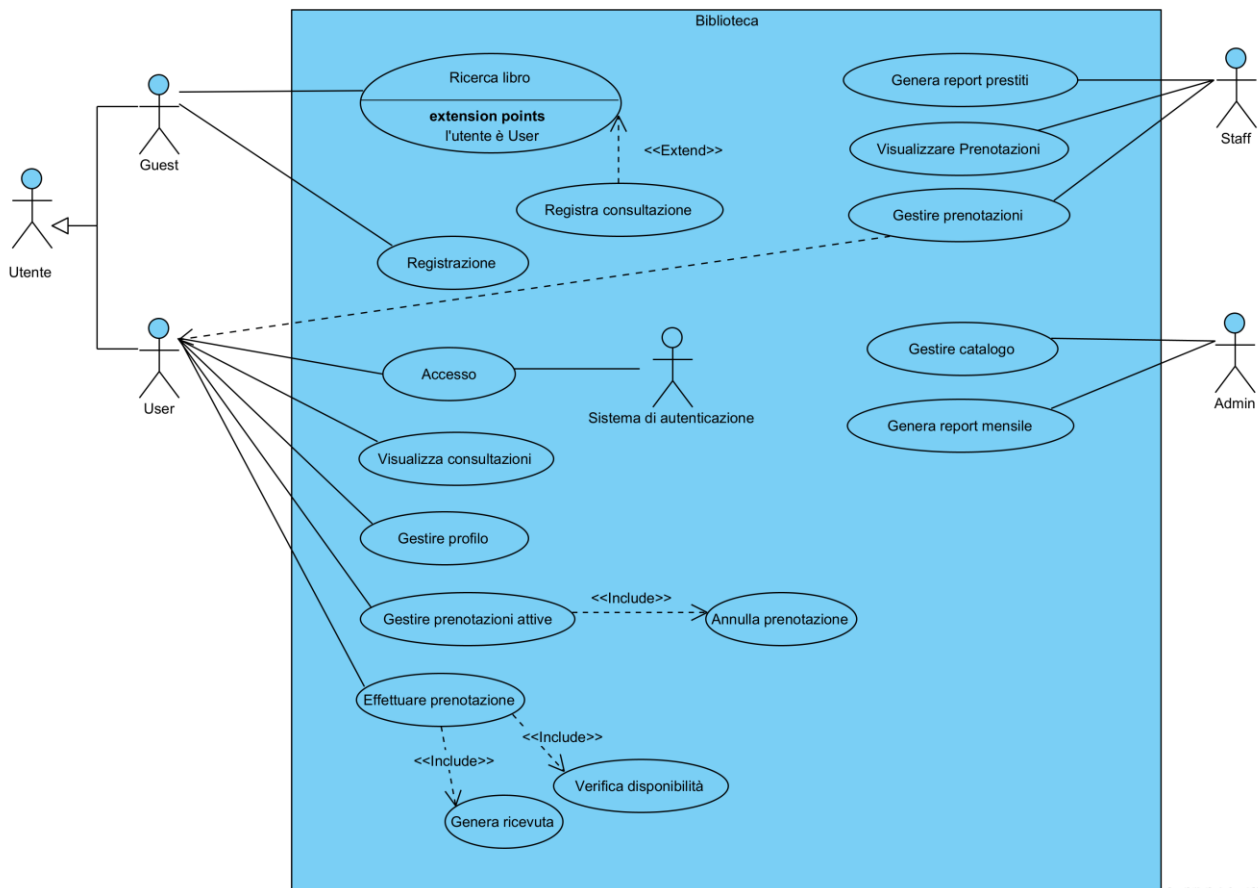 Biblioteca
Ricerca libro
extension points
l'utente è User
<<Extend>>
Registra consultazione
Registrazione
Guest
Utente
User
Accesso
Sistema di autenticazione
Visualizza consultazioni
Gestire profilo
Gestire prenotazioni attive
<<Include>>
Annulla prenotazione
Effettuare prenotazione
<<Include>>
<<Include>>
Verifica disponibilità
Genera ricevuta
Genera report prestiti
Visualizzare Prenotazioni
Gestire prenotazioni
Staff
Gestire catalogo
Genera report mensile
Admin